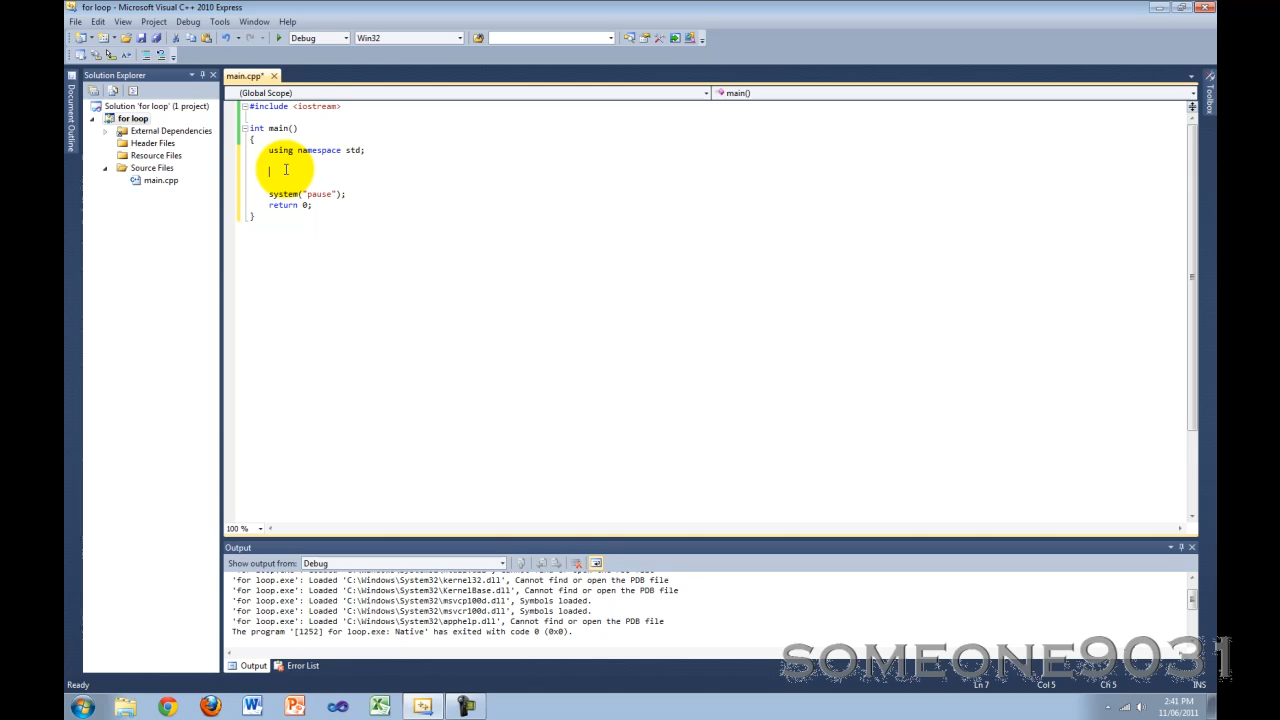 for loop - Microsoft Visual C++ 2010 Express
File Edit View Project Debug Tools Window Help
Debug Win32
Solution Explorer
main.cpp*
Document Outline
Toolbox
(Global Scope) main()
Solution 'for loop' (1 project)
for loop
External Dependencies
Header Files
Resource Files
Source Files
main.cpp
#include <iostream>
int main()
{
using namespace std;
system("pause");
return 0;
}
100 %
Output
Show output from: Debug
'for loop.exe': Loaded 'C:\Windows\System32\kernel32.dll', Cannot find or open the PDB file
'for loop.exe': Loaded 'C:\Windows\System32\KernelBase.dll', Cannot find or open the PDB file
'for loop.exe': Loaded 'C:\Windows\System32\msvcp100d.dll', Symbols loaded.
'for loop.exe': Loaded 'C:\Windows\System32\msvcr100d.dll', Symbols loaded.
'for loop.exe': Loaded 'C:\Windows\System32\apphelp.dll', Cannot find or open the PDB file
The program '[1252] for loop.exe: Native' has exited with code 0 (0x0).
Output Error List
SOMEONE9031
Ready Ln 7 Col 5 Ch 5 INS
2:41 PM
11/06/2011